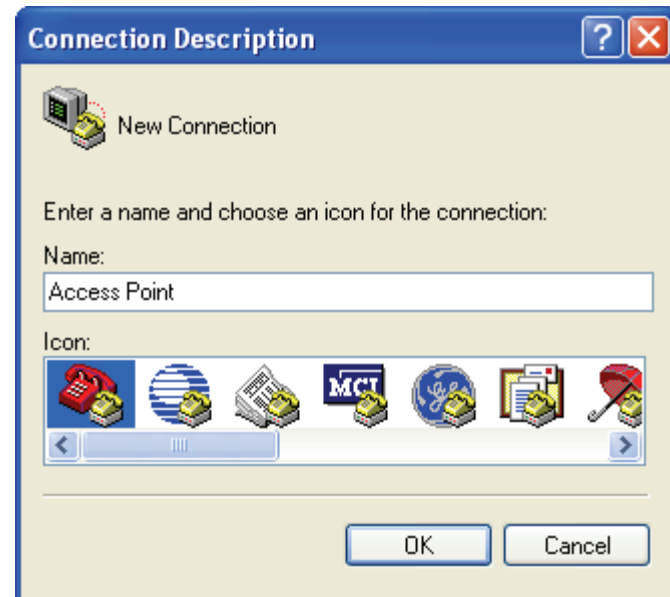 Connection Description
New Connection
Enter a name and choose an icon for the connection:
Name:
Access Point
Icon:
MCI
OK Cancel